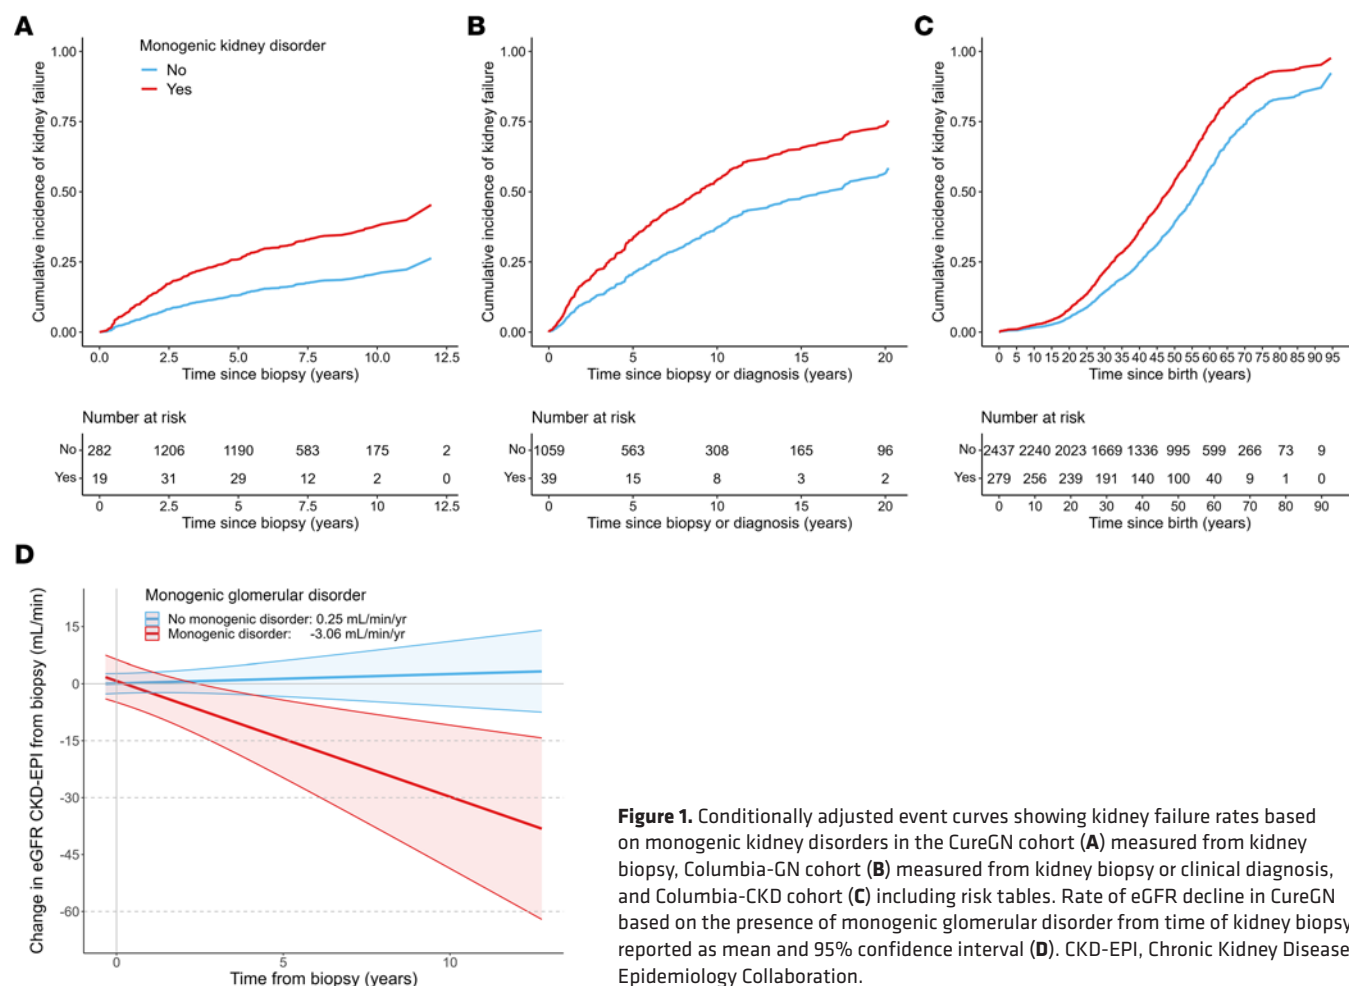 A
B
C
Monogenic kidney disorder
No
Yes
Cumulative incidence of kidney failure
1.00
0.75
0.50
0.25
0.00
0.0 2.5 5.0 7.5 10.0 12.5
Time since biopsy (years)
Cumulative incidence of kidney failure
1.00
0.75
0.50
0.25
0.00
0 5 10 15 20
Time since biopsy or diagnosis (years)
Cumulative incidence of kidney failure
1.00
0.75
0.50
0.25
0.00
0 5 10 15 20 25 30 35 40 45 50 55 60 65 70 75 80 85 90 95
Time since birth (years)
Number at risk
No 282 1206 1190 583 175 2
Yes 19 31 29 12 2 0
0 2.5 5 7.5 10 12.5
Time since biopsy (years)
Number at risk
No 1059 563 308 165 96
Yes 39 15 8 3 2
0 5 10 15 20
Time since biopsy or diagnosis (years)
Number at risk
No 2437 2240 2023 1669 1336 995 599 266 73 9
Yes 279 256 239 191 140 100 40 9 1 0
0 10 20 30 40 50 60 70 80 90
Time since birth (years)
D
Monogenic glomerular disorder
No monogenic disorder: 0.25 mL/min/yr
Monogenic disorder: -3.06 mL/min/yr
Change in eGFR CKD-EPI from biopsy (mL/min)
15
0
-15
-30
-45
-60
0 5 10
Time from biopsy (years)
Figure 1. Conditionally adjusted event curves showing kidney failure rates based
on monogenic kidney disorders in the CureGN cohort (A) measured from kidney
biopsy, Columbia-GN cohort (B) measured from kidney biopsy or clinical diagnosis,
and Columbia-CKD cohort (C) including risk tables. Rate of eGFR decline in CureGN
based on the presence of monogenic glomerular disorder from time of kidney biopsy
reported as mean and 95% confidence interval (D). CKD-EPI, Chronic Kidney Disease
Epidemiology Collaboration.